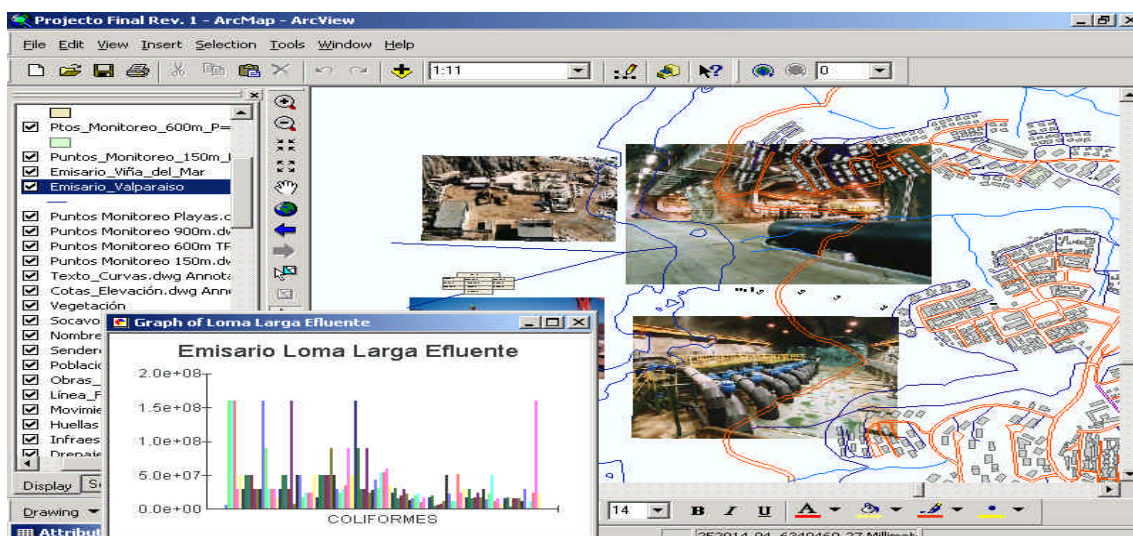 Projecto Final Rev. 1 - ArcMap - ArcView
File Edit View Insert Selection Tools Window Help
1:11
0
Ptos_Monitoreo_600m_P=
Puntos_Monitoreo_150m_
Emisario_Viña_del_Mar
Emisario_Valparaiso
Puntos Monitoreo Playas.
Puntos Monitoreo 900m.dw
Puntos Monitoreo 600m TF
Puntos Monitoreo 150m.dw
Texto_Curvas.dwg Annota
Cotas_Elevación.dwg Anno
Vegetación
Socavo
Nombre
Sender
Poblacio
Obras_
Línea_F
Movimie
Huellas
Infraes
Drenaje
Display
Drawing
Graph of Loma Larga Efluente
Emisario Loma Larga Efluente
2.0e+08
1.5e+08
1.0e+08
5.0e+07
0.0e+00
COLIFORMES
14 B I U A
Attribut